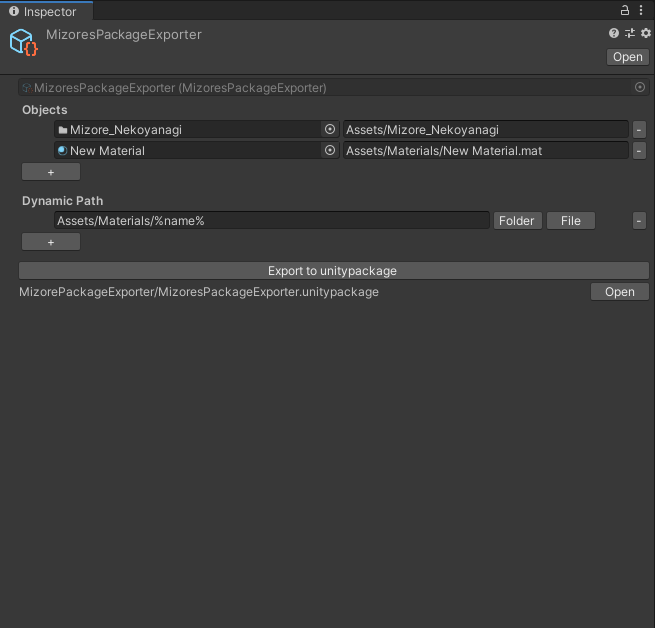 Inspector
MizoresPackageExporter
Open
MizoresPackageExporter (MizoresPackageExporter)
Objects
Mizore_Nekoyanagi Assets/Mizore_Nekoyanagi -
New Material Assets/Materials/New Material.mat -
+
Dynamic Path
Assets/Materials/%name% Folder File -
+
Export to unitypackage
MizorePackageExporter/MizoresPackageExporter.unitypackage Open